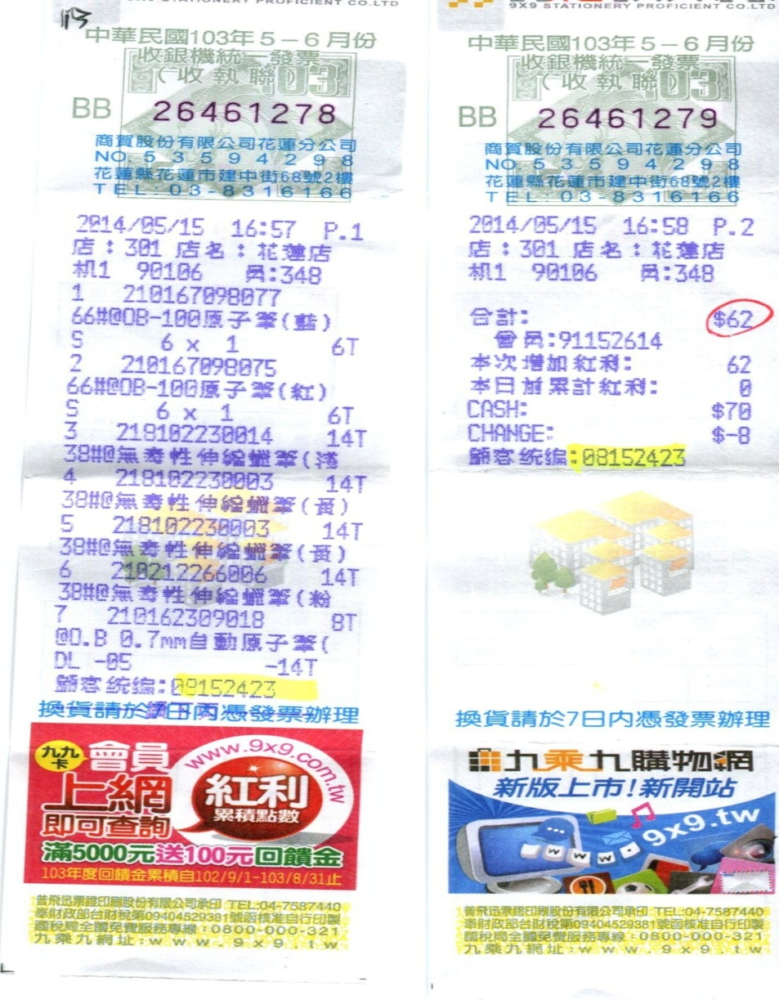 9X9 STATIONERY PROFICIENT CO.LTD
中華民國103年5－6月份
收銀機統一發票
(收執聯)03
BB 26461278
商賀股份有限公司花蓮分公司
NO.53594298
花蓮縣花蓮市建中街68號2樓
TEL:03-8316166
2014/05/15 16:57 P.1
店:301 店名:花蓮店
机1 90106 員:348
1 210167098077
66#@OB-100原子筆(藍)
S 6 x 1 6T
2 210167098075
66#@OB-100原子筆(紅)
S 6 x 1 6T
3 218102230014 14T
38#@無毒性伸縮蠟筆(淺
4 218102230003 14T
38#@無毒性伸縮蠟筆(黃)
5 218102230003 14T
38#@無毒性伸縮蠟筆(黃)
6 210212266006 14T
38#@無毒性伸縮蠟筆(粉
7 210162309018 8T
@O.B 0.7mm自動原子筆(
DL -05 -14T
顧客統編:08152423
換貨請於7日內憑發票辦理
九九卡
會員
上網
即可查詢
www.9x9.com.tw
紅利
累積點數
滿5000元送100元回饋金
103年度回饋金累積自102/9/1-103/8/31止
普飛迅票證印刷股份有限公司承印 TEL:04-7587440
奉財政部台財稅第09404529381號函核准自行印製
國稅局全國免費服務專線:0800-000-321
九乘九網址:www.9x9.tw
9X9 STATIONERY PROFICIENT CO.LTD
中華民國103年5－6月份
收銀機統一發票
(收執聯)03
BB 26461279
商賀股份有限公司花蓮分公司
NO.53594298
花蓮縣花蓮市建中街68號2樓
TEL:03-8316166
2014/05/15 16:58 P.2
店:301 店名:花蓮店
机1 90106 員:348
合計: $62
會員:91152614
本次增加紅利: 62
本日前累計紅利: 0
CASH: $70
CHANGE: $-8
顧客統編:08152423
換貨請於7日內憑發票辦理
九乘九購物網
新版上市!新開站
9x9.tw
www.
普飛迅票證印刷股份有限公司承印 TEL:04-7587440
奉財政部台財稅第09404529381號函核准自行印製
國稅局全國免費服務專線:0800-000-321
九乘九網址:www.9x9.tw